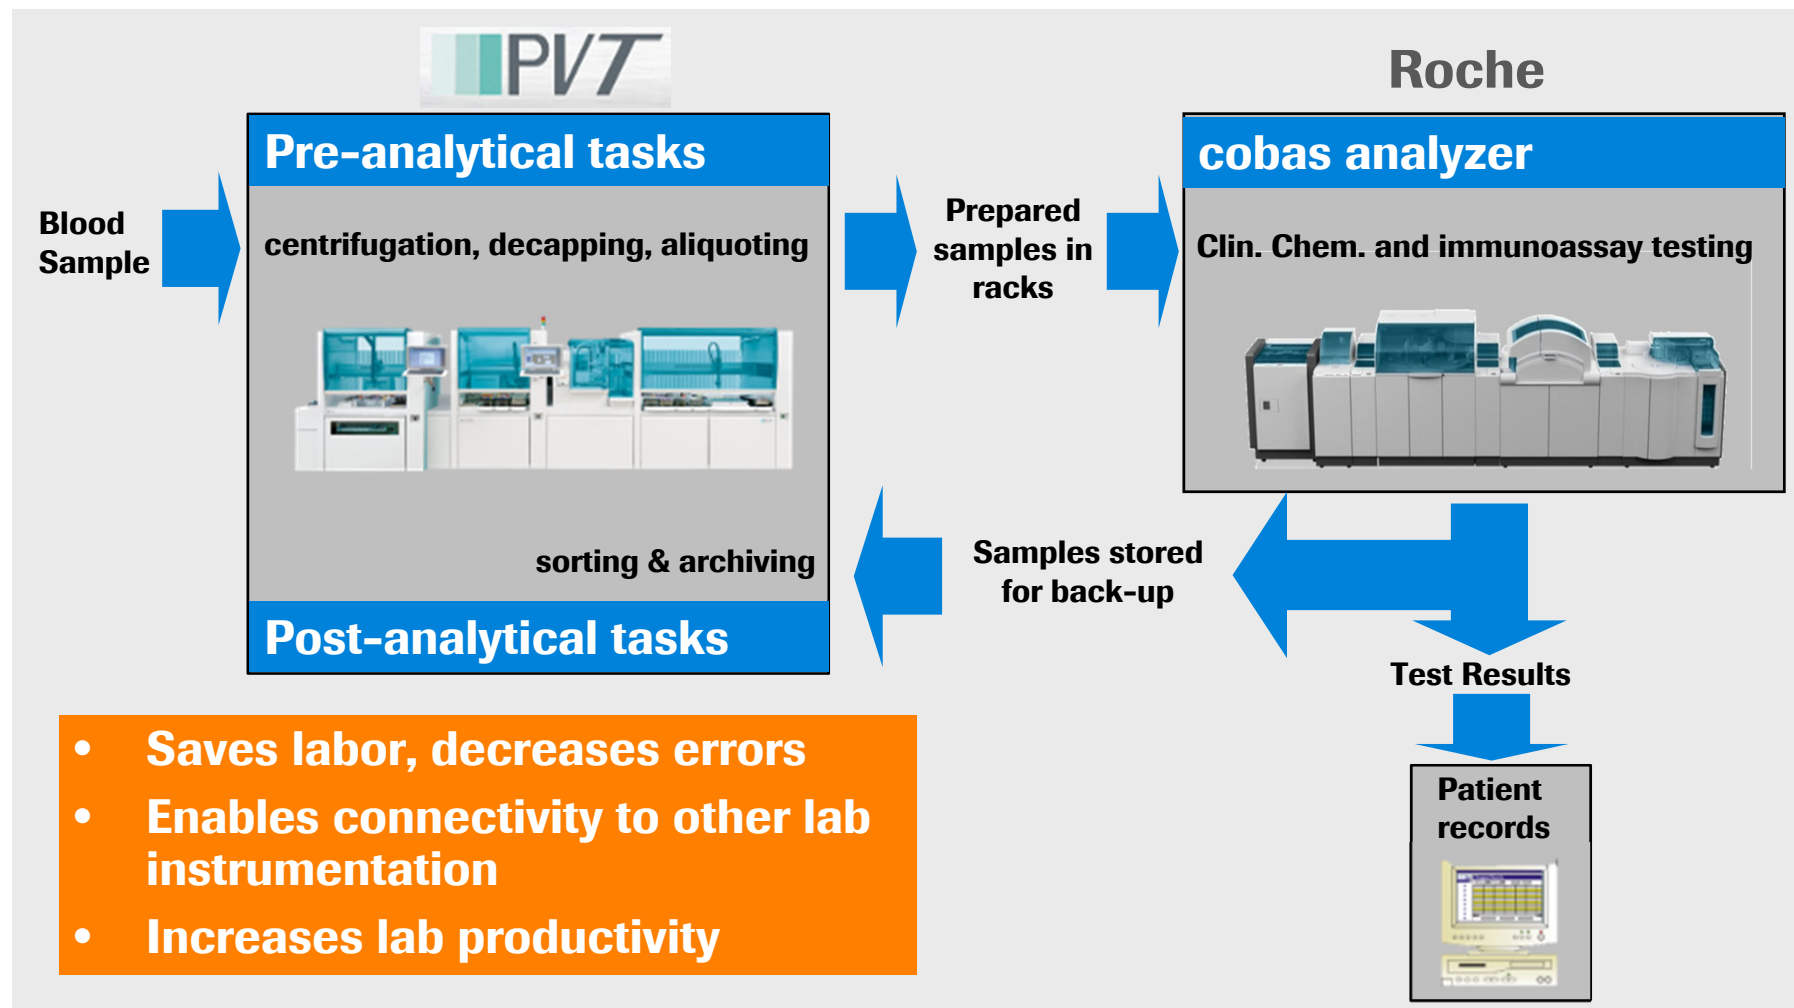 PVT
Roche
Pre-analytical tasks
cobas analyzer
Blood
Sample
centrifugation, decapping, aliquoting
Prepared
samples in
racks
Clin. Chem. and immunoassay testing
sorting & archiving
Post-analytical tasks
Samples stored
for back-up
Test Results
• Saves labor, decreases errors
• Enables connectivity to other lab
instrumentation
• Increases lab productivity
Patient
records